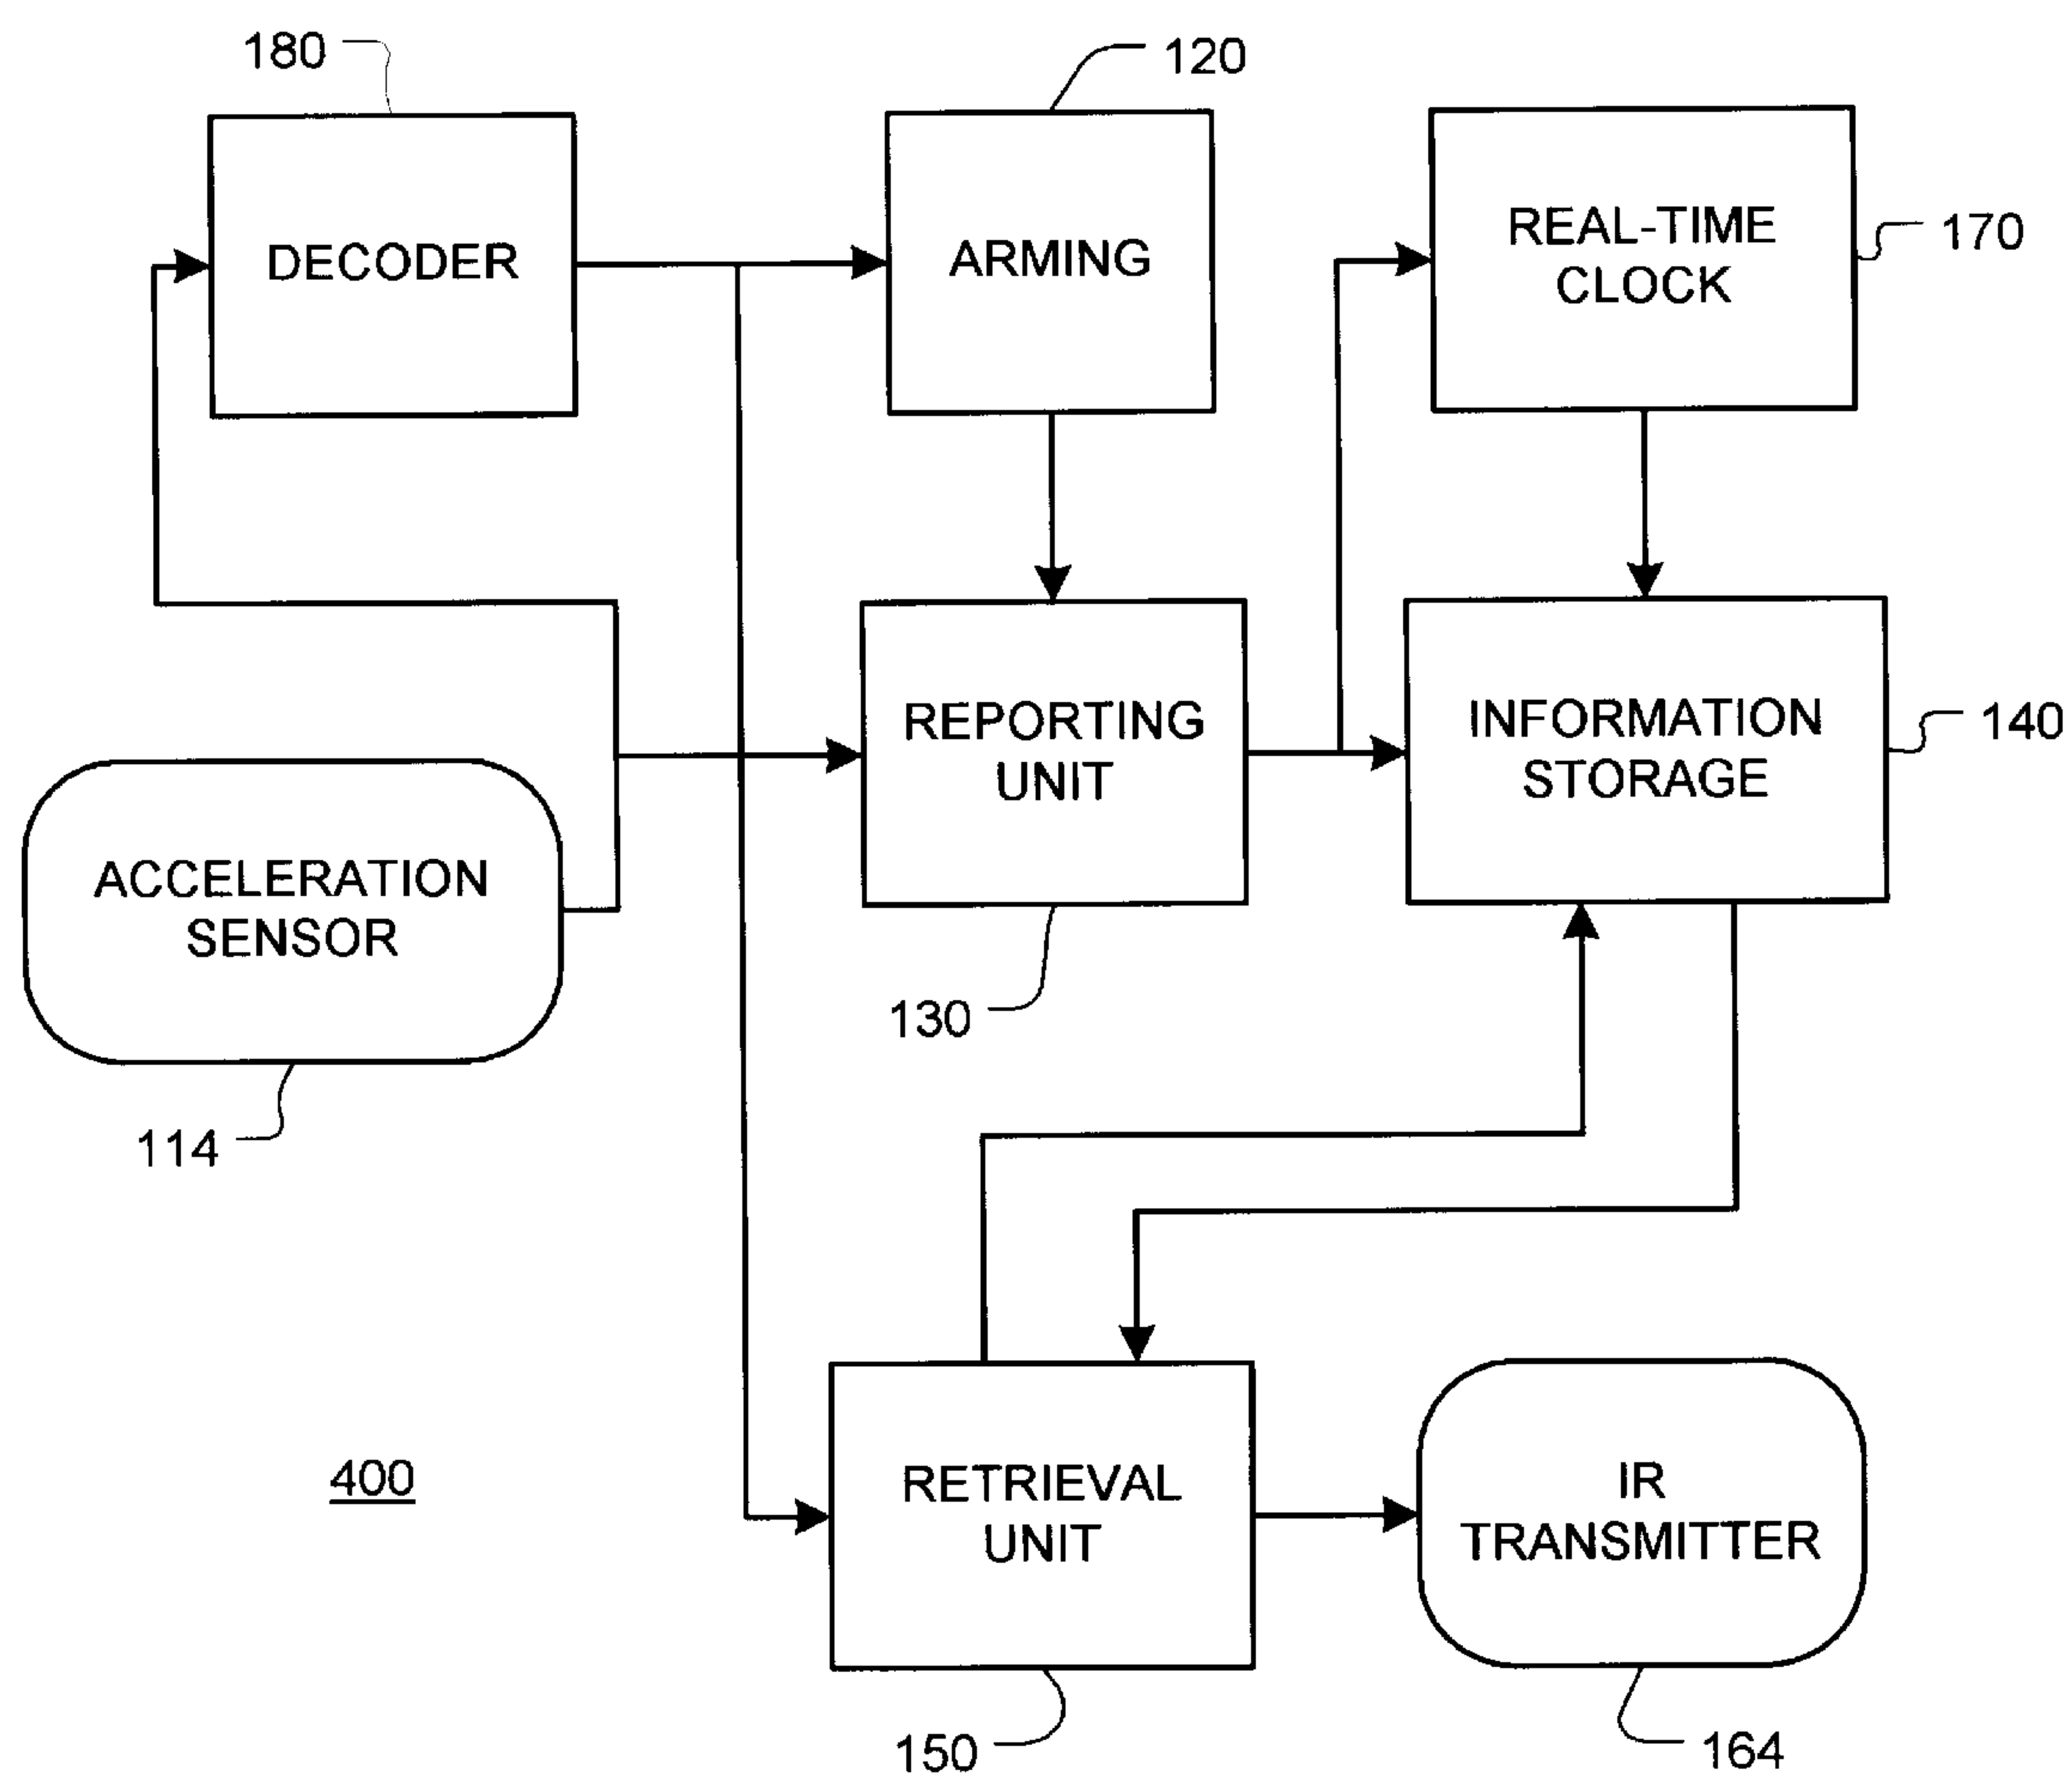 180
120
DECODER
ARMING
REAL-TIME
CLOCK
170
REPORTING
UNIT
INFORMATION
STORAGE
140
ACCELERATION
SENSOR
130
114
400
RETRIEVAL
UNIT
IR
TRANSMITTER
150
164